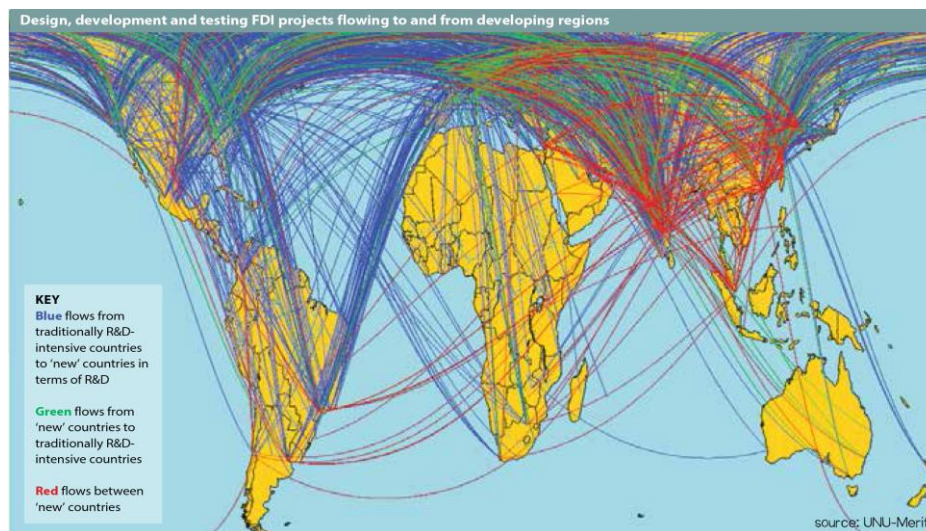 Design, development and testing FDI projects flowing to and from developing regions
KEY
Blue flows from
traditionally R&D-
intensive countries
to 'new' countries in
terms of R&D
Green flows from
'new' countries to
traditionally R&D-
intensive countries
Red flows between
'new' countries
source: UNU-Merit